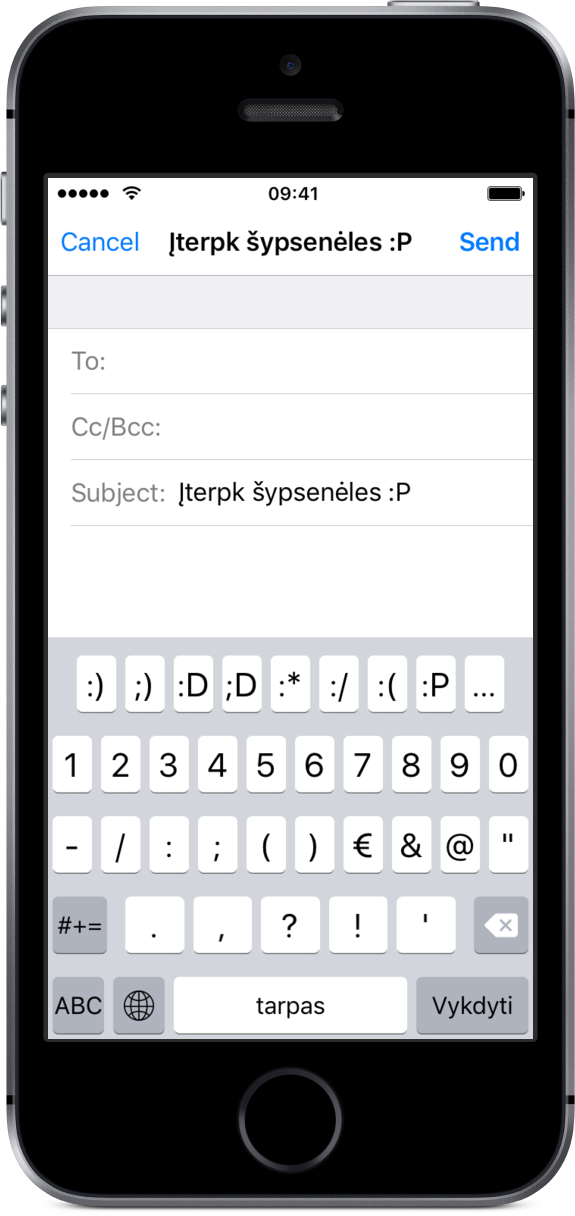 09:41
Cancel Įterpk šypsenėles :P Send
To:
Cc/Bcc:
Subject: Įterpk šypsenėles :P
:) ;) :D ;D :* :/ :( :P ...
1 2 3 4 5 6 7 8 9 0
- / : ; ( ) € & @ "
#+= . , ? ! '
ABC tarpas Vykdyti